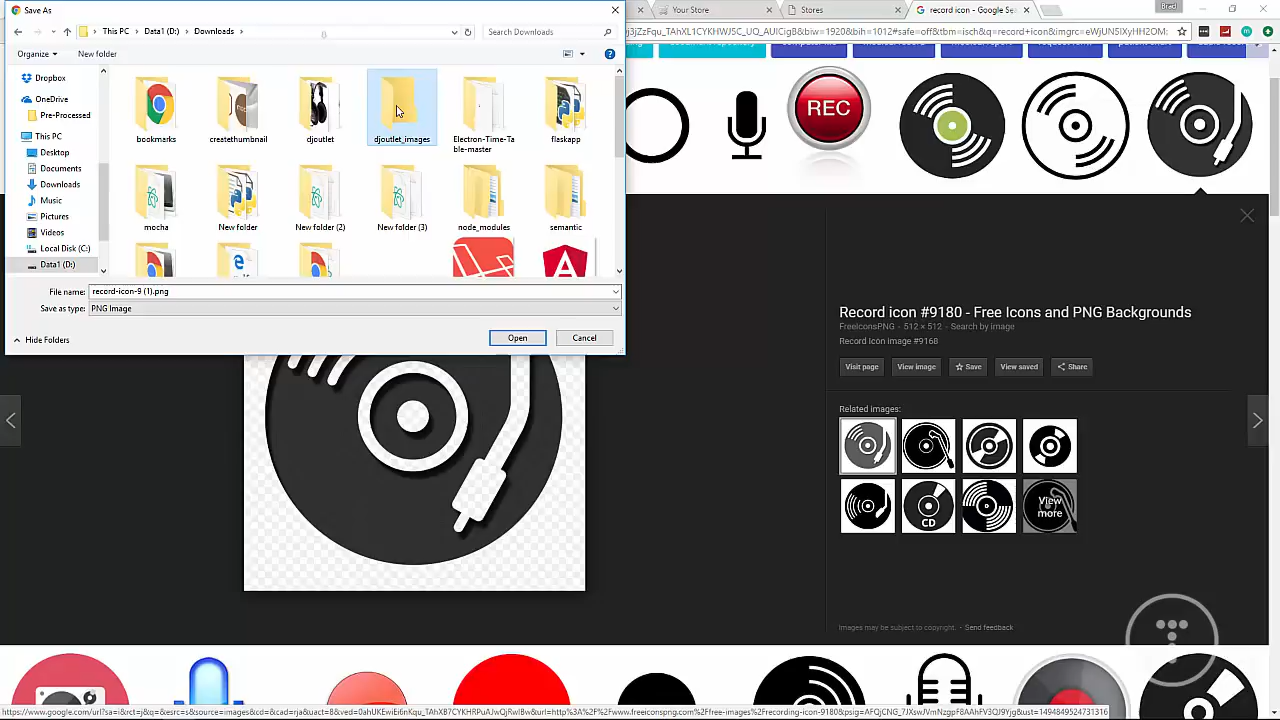 Save As
Your Store
Stores
record icon - Google Se
Brad
This PC > Data1 (D:) > Downloads >
Search Downloads
Organize
New folder
Dropbox
OneDrive
Pre-Processed
This PC
Desktop
Documents
Downloads
Music
Pictures
Videos
Local Disk (C:)
Data1 (D:)
bookmarks
createthumbnail
djoutlet
djoutlet_images
Electron-Time-Ta
ble-master
flaskapp
mocha
New folder
New folder (2)
New folder (3)
node_modules
semantic
File name: record-icon-9 (1).png
Save as type: PNG Image
Hide Folders
Open
Cancel
REC
Record icon #9180 - Free Icons and PNG Backgrounds
FreeIconsPNG - 512 × 512 - Search by image
Record Icon image #9168
Visit page
View image
Save
View saved
Share
Related images:
CD
View
more
Images may be subject to copyright. - Send feedback